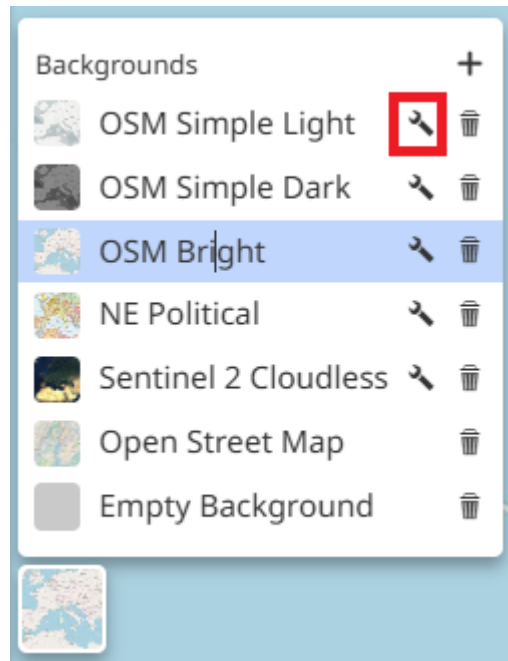 Backgrounds
OSM Simple Light
OSM Simple Dark
OSM Bright
NE Political
Sentinel 2 Cloudless
Open Street Map
Empty Background